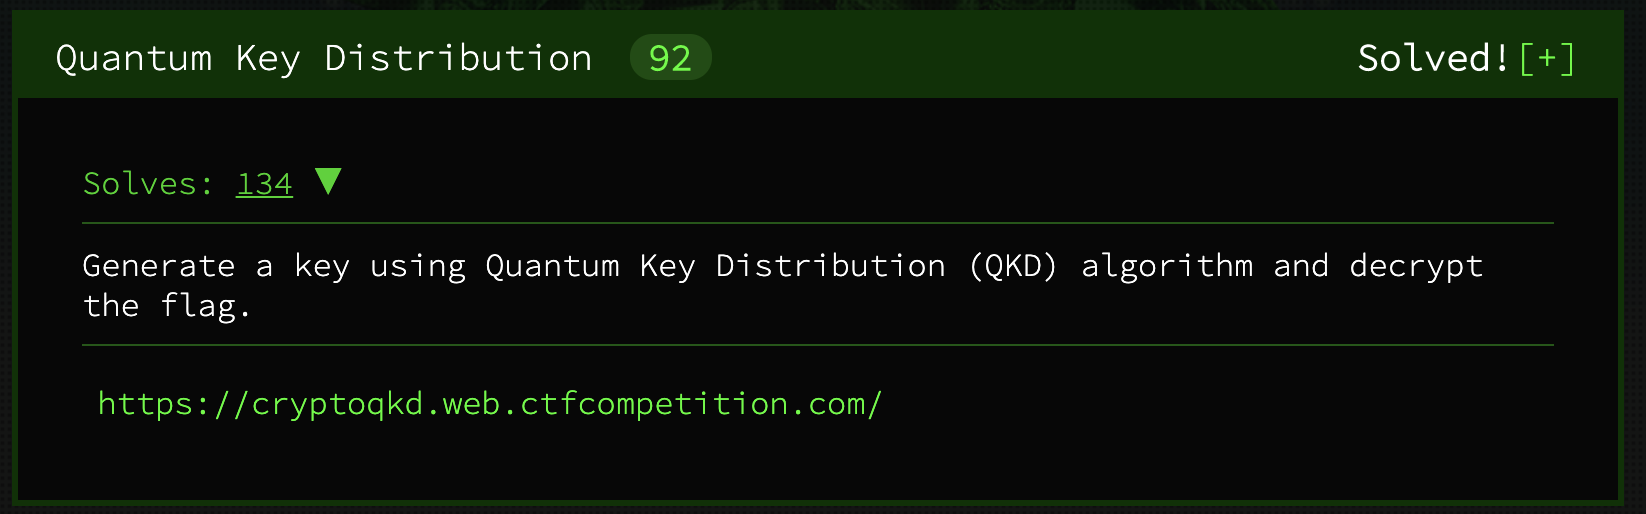 Quantum Key Distribution 92 Solved![+]
Solves: 134 ▼
Generate a key using Quantum Key Distribution (QKD) algorithm and decrypt
the flag.
https://cryptoqkd.web.ctfcompetition.com/